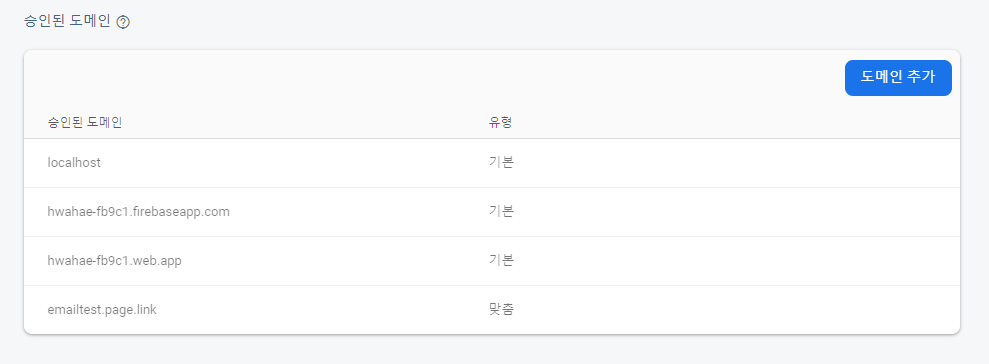 승인된 도메인
도메인 추가
승인된 도메인 유형
localhost 기본
hwahae-fb9c1.firebaseapp.com 기본
hwahae-fb9c1.web.app 기본
emailtest.page.link 맞춤